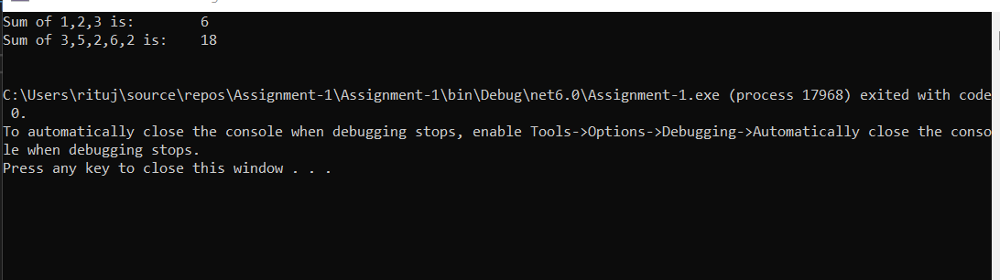 Sum of 1,2,3 is:        6
Sum of 3,5,2,6,2 is:    18
C:\Users\rituj\source\repos\Assignment-1\Assignment-1\bin\Debug\net6.0\Assignment-1.exe (process 17968) exited with code
 0.
To automatically close the console when debugging stops, enable Tools->Options->Debugging->Automatically close the conso
le when debugging stops.
Press any key to close this window . . .